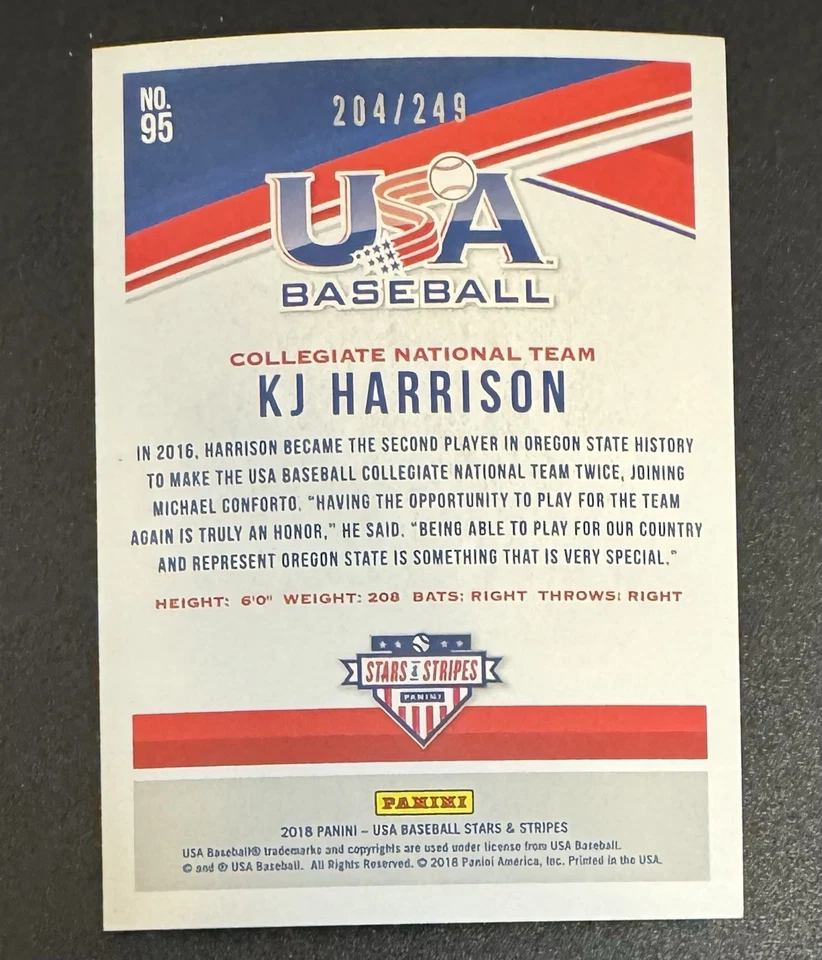 NO.
95
204/249
USA
BASEBALL
COLLEGIATE NATIONAL TEAM
KJ HARRISON
IN 2016, HARRISON BECAME THE SECOND PLAYER IN OREGON STATE HISTORY
TO MAKE THE USA BASEBALL COLLEGIATE NATIONAL TEAM TWICE, JOINING
MICHAEL CONFORTO. "HAVING THE OPPORTUNITY TO PLAY FOR THE TEAM
AGAIN IS TRULY AN HONOR," HE SAID. "BEING ABLE TO PLAY FOR OUR COUNTRY
AND REPRESENT OREGON STATE IS SOMETHING THAT IS VERY SPECIAL."
HEIGHT: 6'0" WEIGHT: 208 BATS: RIGHT THROWS: RIGHT
STARS & STRIPES
PANINI
PANINI
2018 PANINI – USA BASEBALL STARS & STRIPES
USA Baseball® trademarks and copyrights are used under license from USA Baseball.
© and ® USA Baseball. All Rights Reserved. © 2018 Panini America, Inc. Printed in the USA.